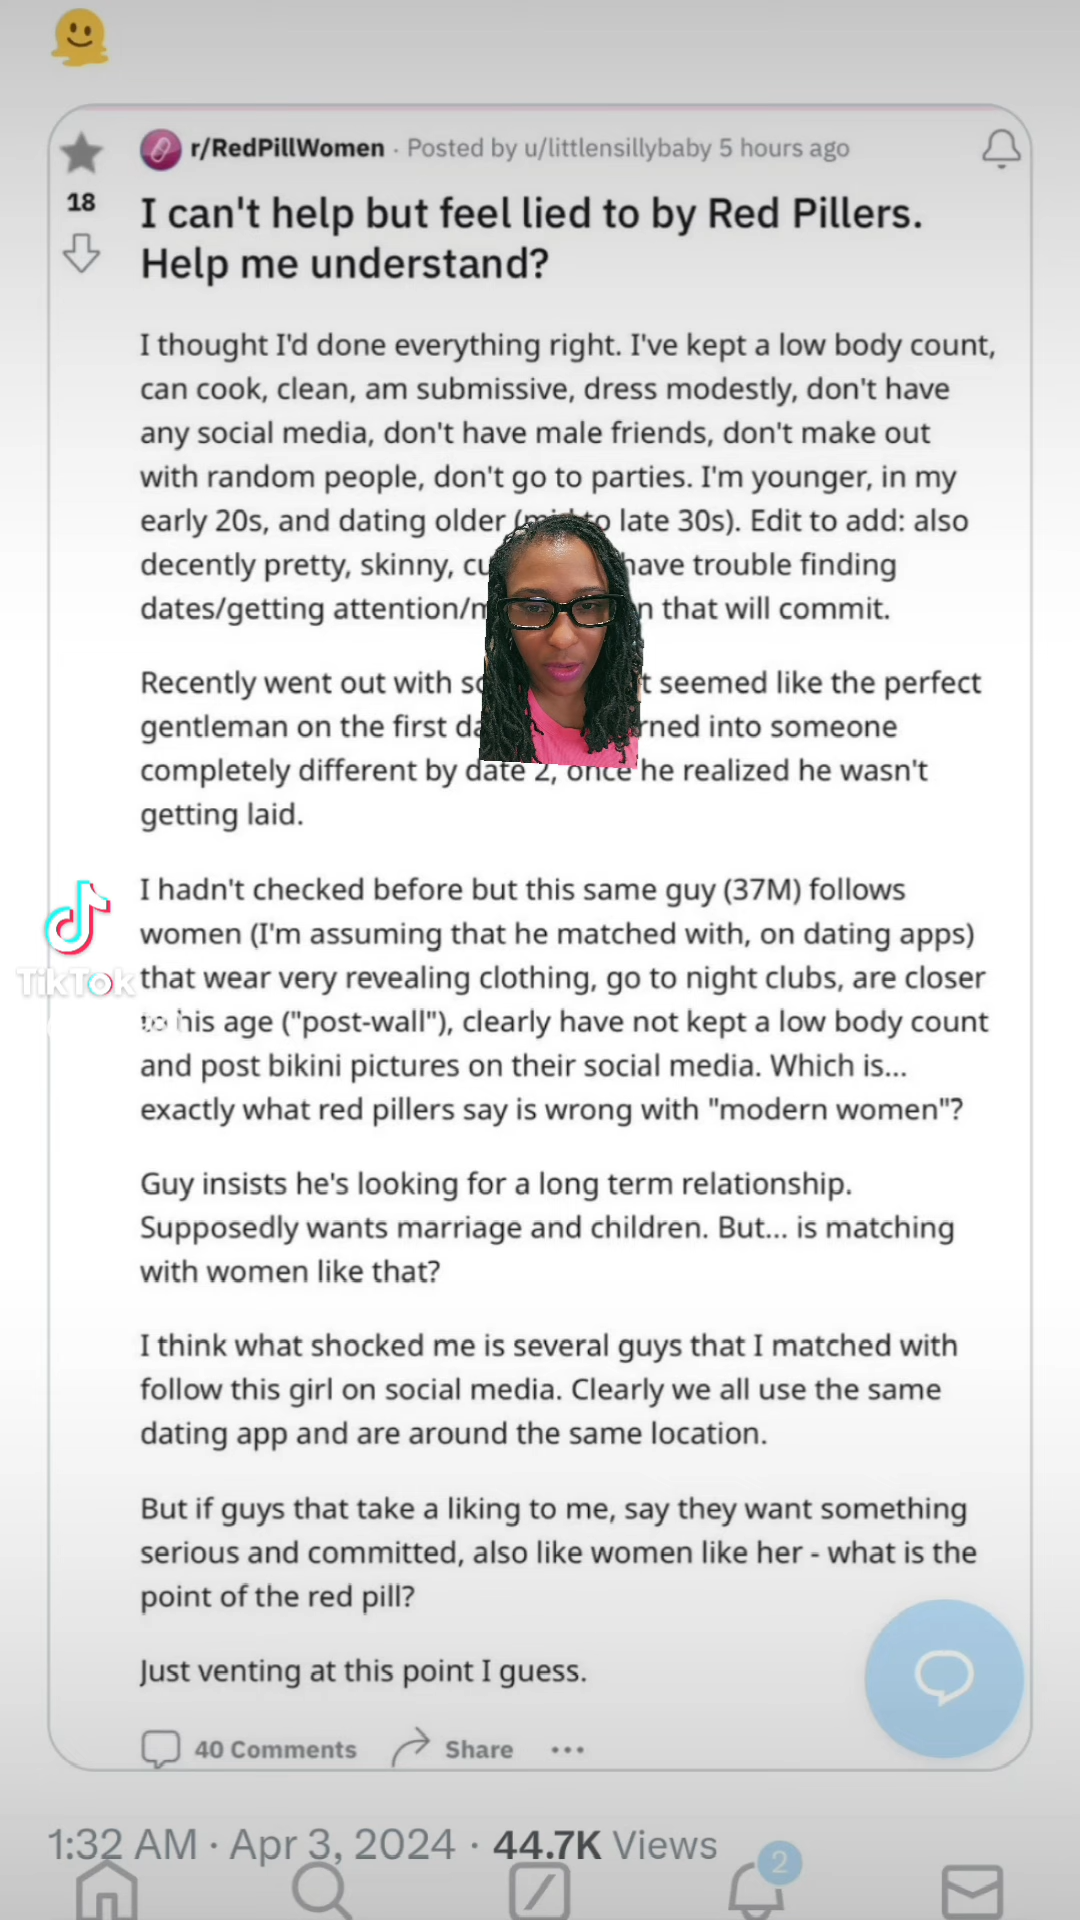 r/RedPillWomen · Posted by u/littlensillybaby 5 hours ago
18
I can't help but feel lied to by Red Pillers.
Help me understand?
I thought I'd done everything right. I've kept a low body count,
can cook, clean, am submissive, dress modestly, don't have
any social media, don't have male friends, don't make out
with random people, don't go to parties. I'm younger, in my
early 20s, and dating older (mid to late 30s). Edit to add: also
decently pretty, skinny, have trouble finding
dates/getting attention/ that will commit.
Recently went out with seemed like the perfect
gentleman on the first into someone
completely different by date 2, once he realized he wasn't
getting laid.
I hadn't checked before but this same guy (37M) follows
women (I'm assuming that he matched with, on dating apps)
that wear very revealing clothing, go to night clubs, are closer
to his age ("post-wall"), clearly have not kept a low body count
and post bikini pictures on their social media. Which is...
exactly what red pillers say is wrong with "modern women"?
Guy insists he's looking for a long term relationship.
Supposedly wants marriage and children. But... is matching
with women like that?
I think what shocked me is several guys that I matched with
follow this girl on social media. Clearly we all use the same
dating app and are around the same location.
But if guys that take a liking to me, say they want something
serious and committed, also like women like her - what is the
point of the red pill?
Just venting at this point I guess.
40 Comments Share
1:32 AM · Apr 3, 2024 · 44.7K Views
2
TikTok